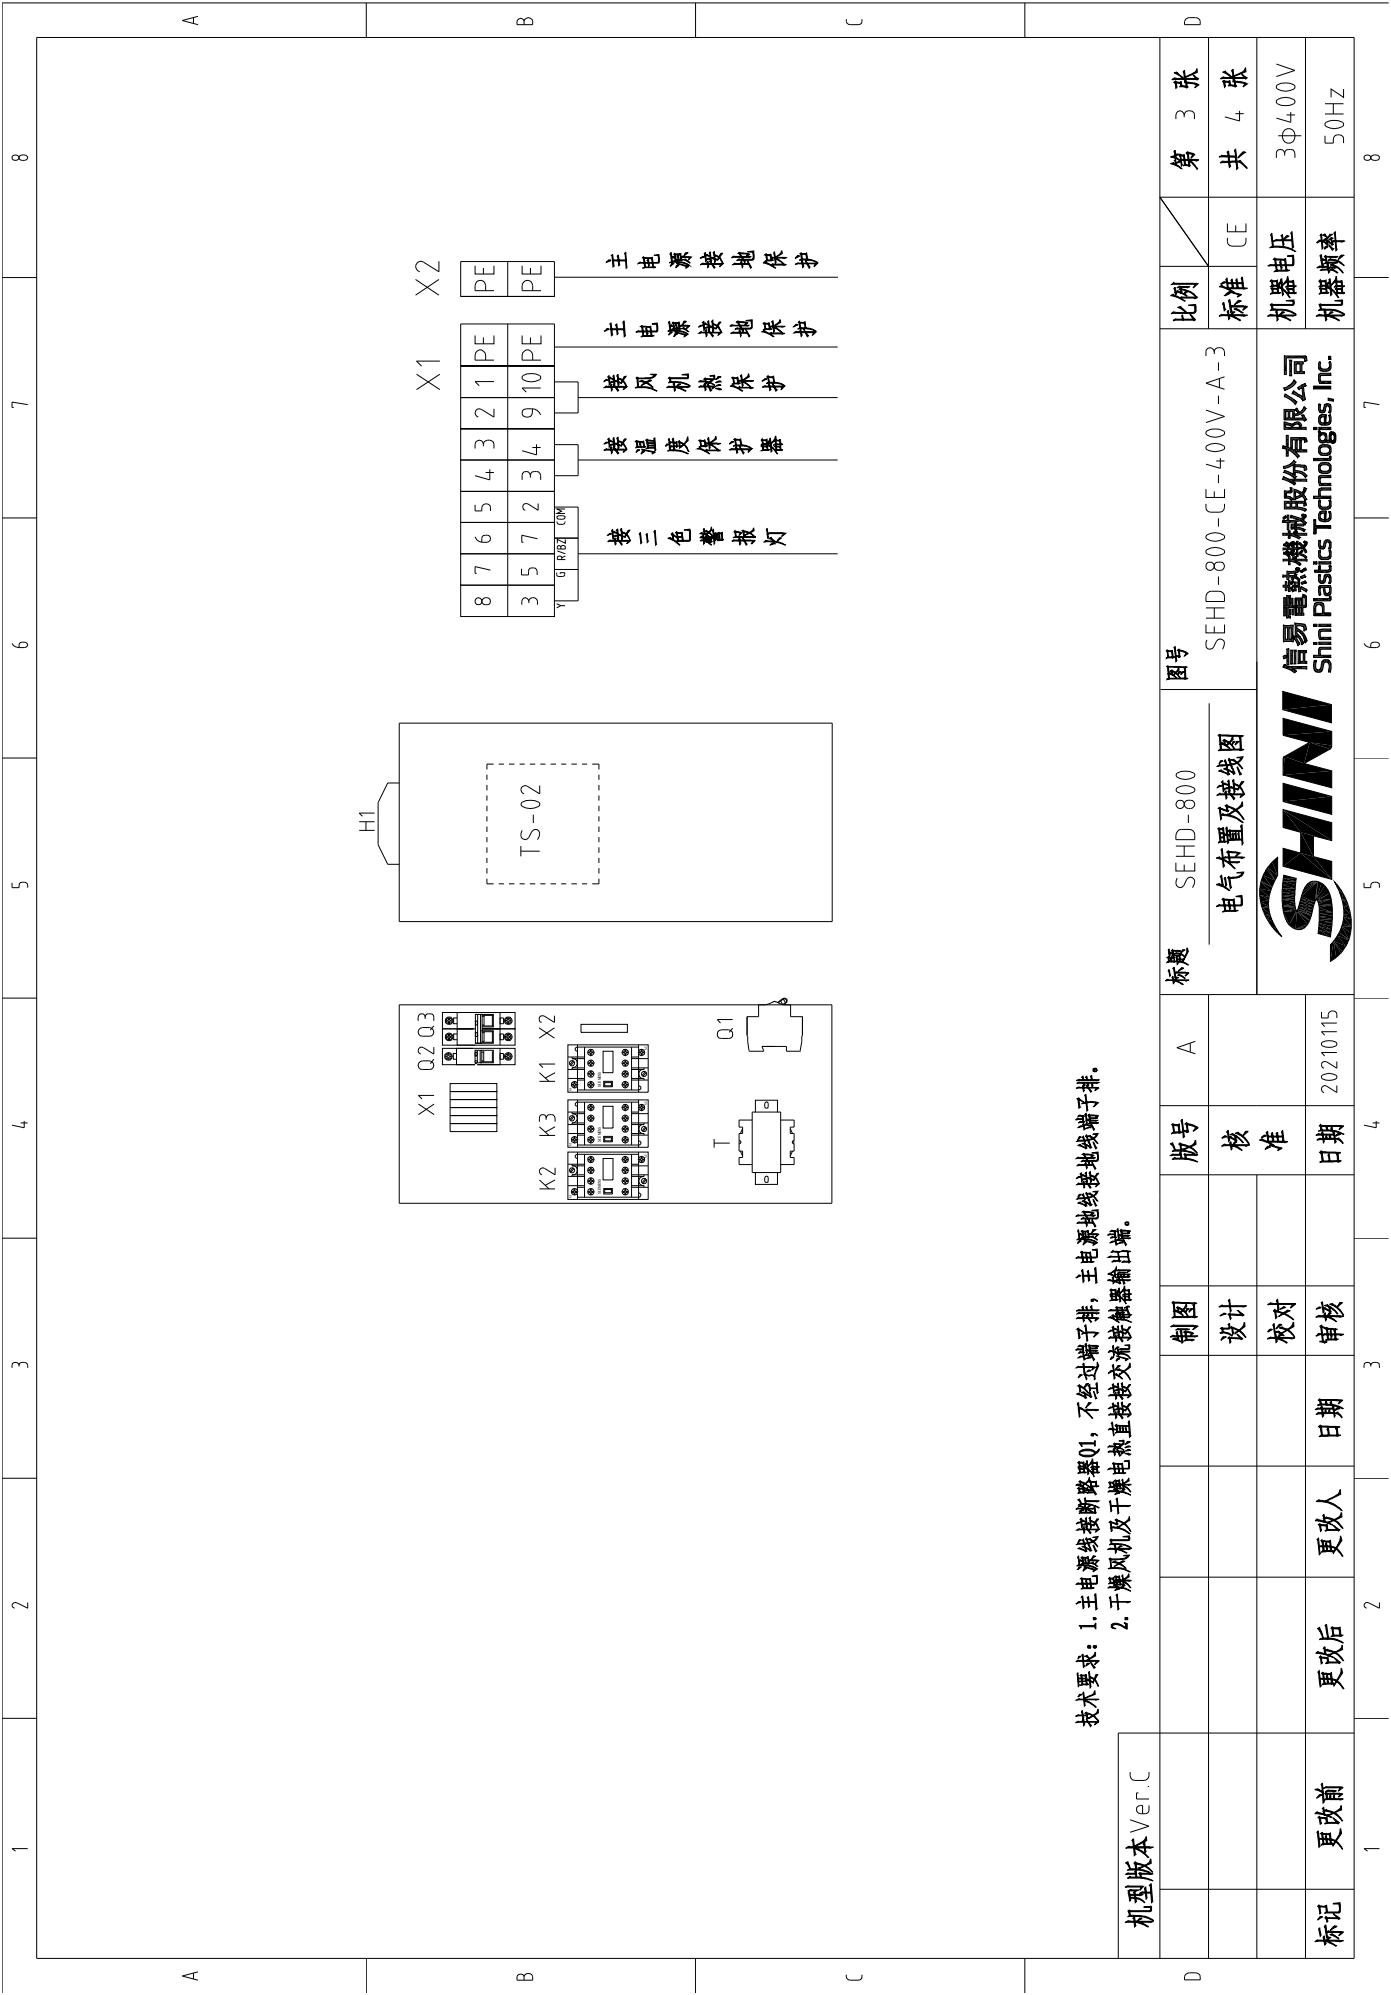 1 2 3 4 5 6 7 8
A A
H1
X1 X2
X1 Q2 Q3
8 7 6 5 4 3 2 1 PE PE
3 5 7 2 3 4 9 10 PE PE
Y G R/BZ COM
B B
TS-02
K2 K3 K1 X2
接三色警报灯
接温度保护器
接风机热保护
主电源接地保护
主电源接地保护
T Q1
C C
技术要求：1.主电源线接断路器Q1，不经过端子排，主电源地线接地线端子排。
2.干燥风机及干燥电热直接接交流接触器输出端。
机型版本Ver.C
D D
制图 版号 A 标题 SEHD-800 图号 比例 第 3 张
设计 核准 电气布置及接线图 SEHD-800-CE-400V-A-3 标准 CE 共 4 张
校对 SHINI 信易電熱機械股份有限公司 机器电压 3φ400V
标记 更改前 更改后 更改人 日期 审核 日期 20210115 Shini Plastics Technologies, Inc. 机器频率 50HZ
1 2 3 4 5 6 7 8